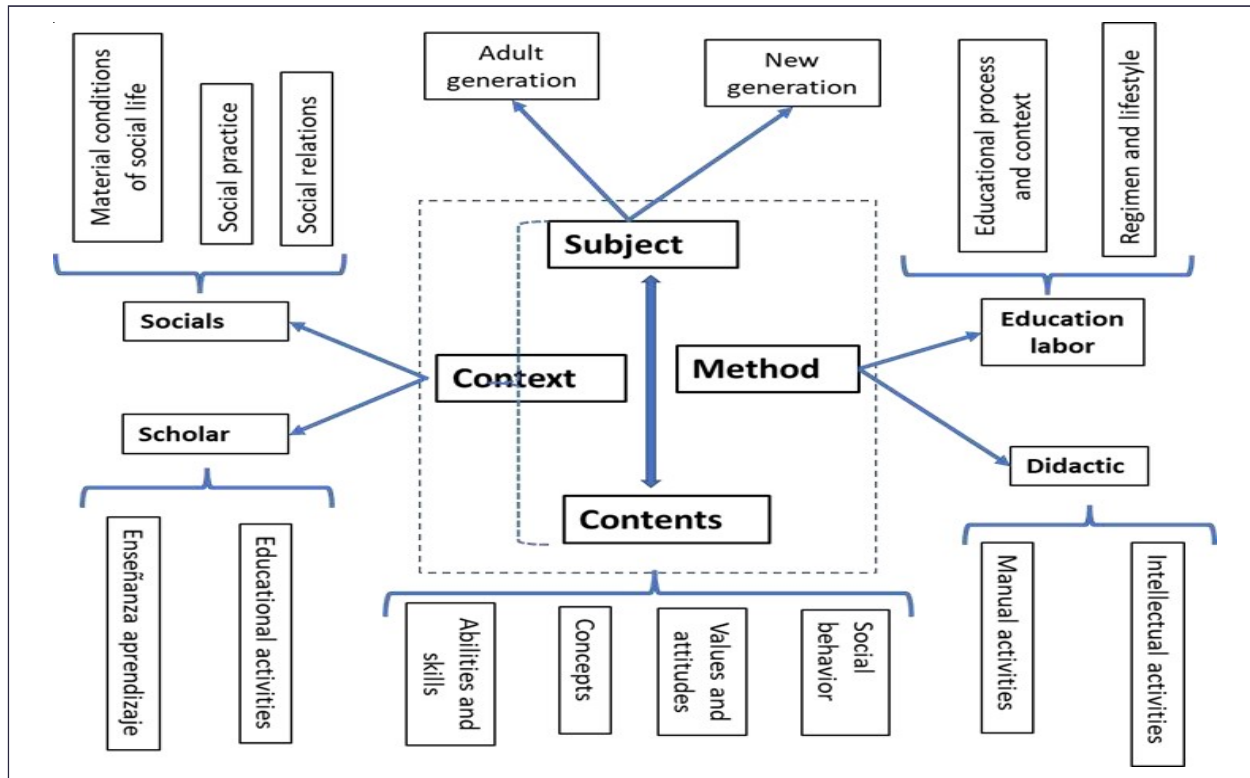 Material conditions
of social life
Social practice
Social relations
Adult
generation
New
generation
Educational process
and context
Regimen and lifestyle
Subject
Socials
Education
labor
Context
Method
Scholar
Didactic
Contents
Enseñanza aprendizaje
Educational activities
Abilities and
skills
Concepts
Values and
attitudes
Social
behavior
Manual activities
Intellectual activities